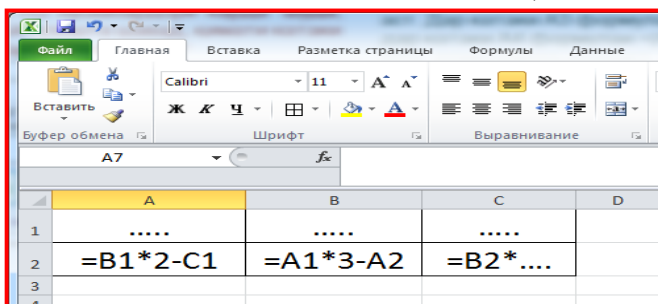 Файл Главная Вставка Разметка страницы Формулы Данные
Вставить
Calibri 11
Ж К Ч
Буфер обмена Шрифт Выравнивание
A7 fx
A B C D
1 ..... ..... .....
2 =B1*2-C1 =A1*3-A2 =B2*....
3